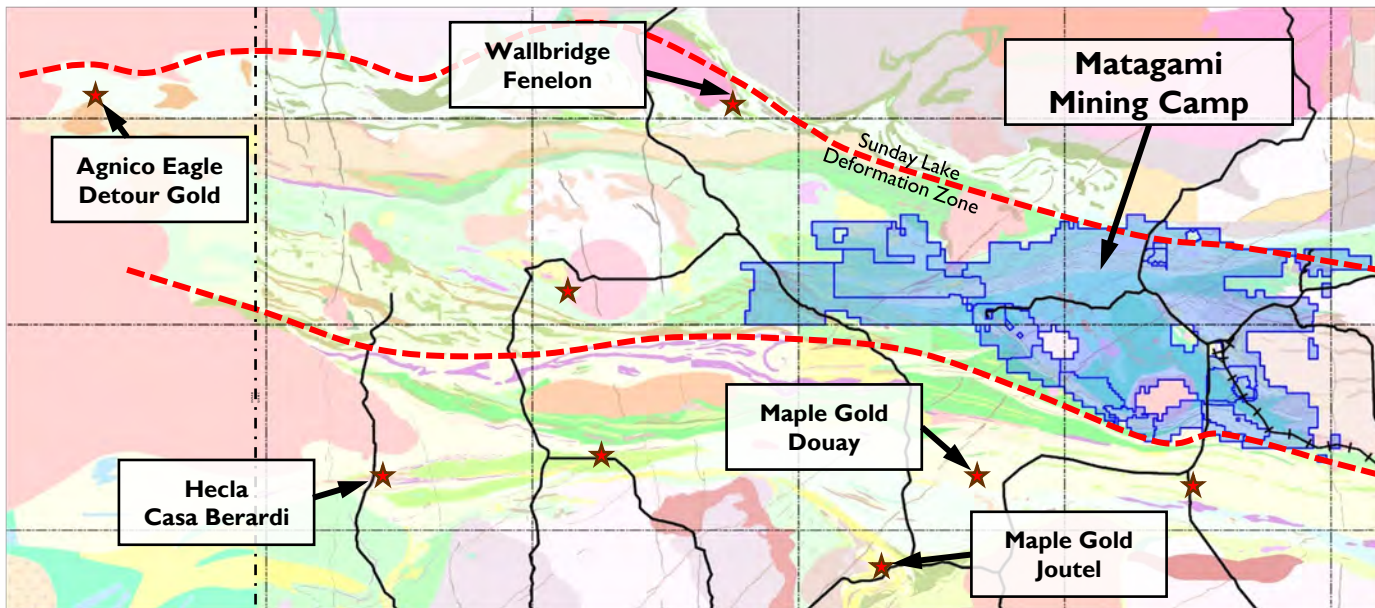 Wallbridge
Fenelon
Matagami
Mining Camp
Agnico Eagle
Detour Gold
Sunday Lake
Deformation Zone
Maple Gold
Douay
Hecla
Casa Berardi
Maple Gold
Joutel